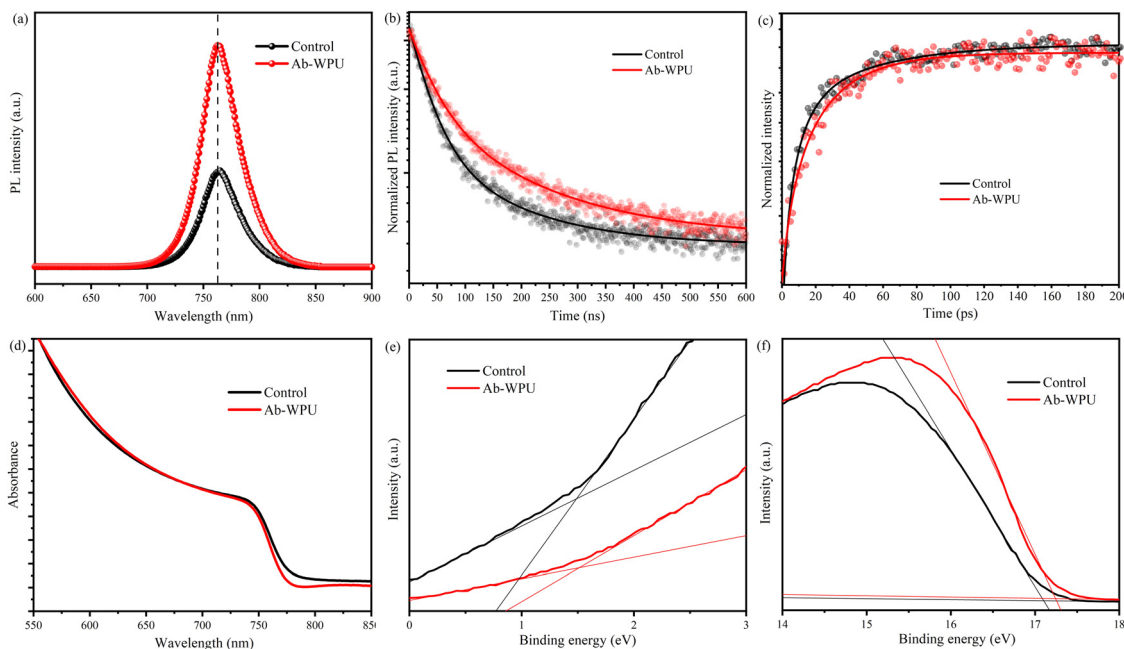 (a)
Control
Ab-WPU
PL intensity (a.u.)
600 650 700 750 800 850 900
Wavelength (nm)
(b)
Control
Ab-WPU
Normalized PL intensity (a.u.)
0 50 100 150 200 250 300 350 400 450 500 550 600
Time (ns)
(c)
Control
Ab-WPU
Normalized intensity
0 20 40 60 80 100 120 140 160 180 200
Time (ps)
(d)
Control
Ab-WPU
Absorbance
550 600 650 700 750 800 850
Wavelength (nm)
(e)
Control
Ab-WPU
Intensity (a.u.)
0 1 2 3
Binding energy (eV)
(f)
Control
Ab-WPU
Intensity (a.u.)
14 15 16 17 18
Binding energy (eV)